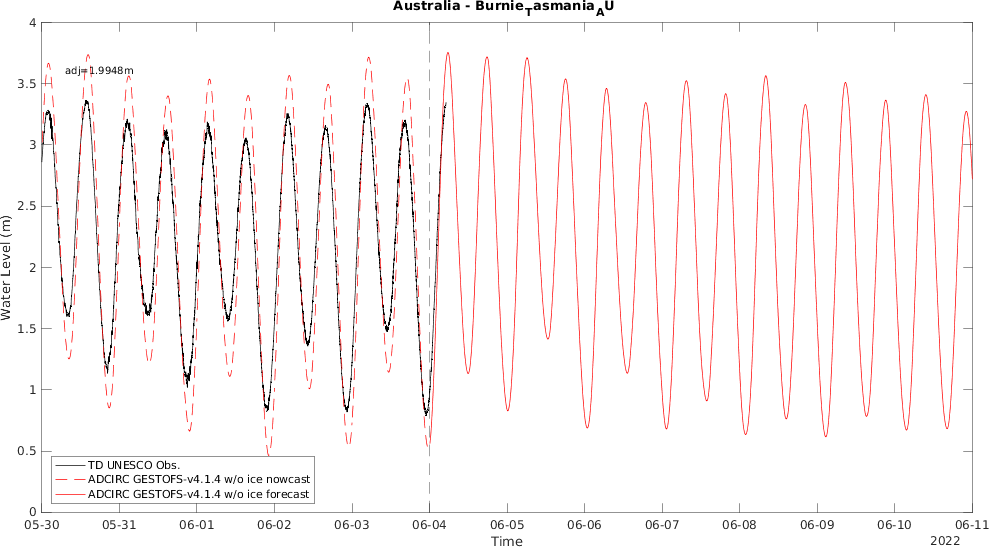 Australia - BurnieTasmaniaAU
adj=1.9948m
Water Level (m)
4
3.5
3
2.5
2
1.5
1
0.5
0
TD UNESCO Obs.
ADCIRC GESTOFS-v4.1.4 w/o ice nowcast
ADCIRC GESTOFS-v4.1.4 w/o ice forecast
05-30 05-31 06-01 06-02 06-03 06-04 06-05 06-06 06-07 06-08 06-09 06-10 06-11
Time
2022